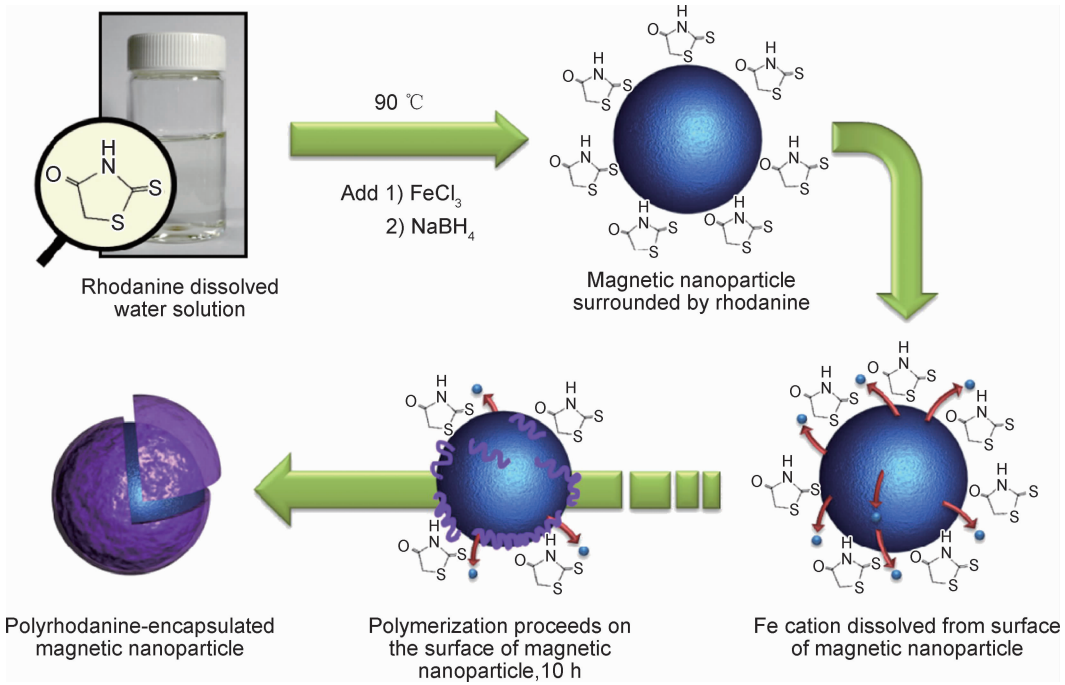 90 ℃
Add 1) FeCl3
2) NaBH4
Rhodanine dissolved
water solution
Magnetic nanoparticle
surrounded by rhodanine
Fe cation dissolved from surface
of magnetic nanoparticle
Polymerization proceeds on
the surface of magnetic
nanoparticle,10 h
Polyrhodanine-encapsulated
magnetic nanoparticle
O
H
N
S
S
H
N
O
S
S
H
N
O
S
S
H
N
O
S
S
H
N
O
S
S
H
N
O
S
S
H
N
O
S
S
H
N
O
S
S
H
N
O
S
S
H
N
O
S
S
H
N
O
S
S
H
N
O
S
S
H
N
O
S
S
H
N
O
S
S
H
N
O
S
S
H
N
O
S
S
H
N
O
S
S
H
N
O
S
S
H
N
O
S
S